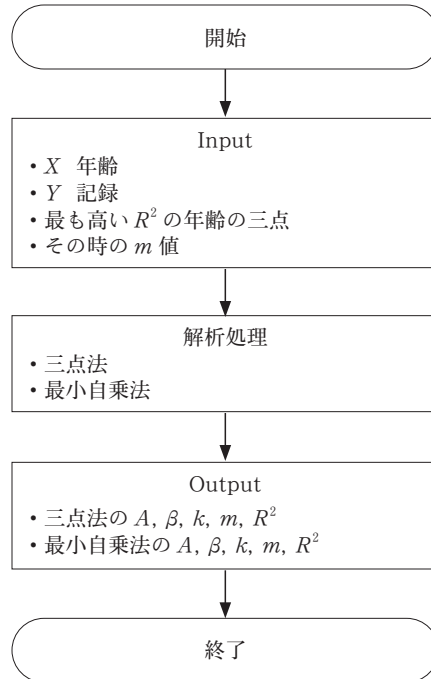 開始
Input
・X 年齢
・Y 記録
・最も高い R² の年齢の三点
・その時の m 値
解析処理
・三点法
・最小自乗法
Output
・三点法の A, β, k, m, R²
・最小自乗法の A, β, k, m, R²
終了